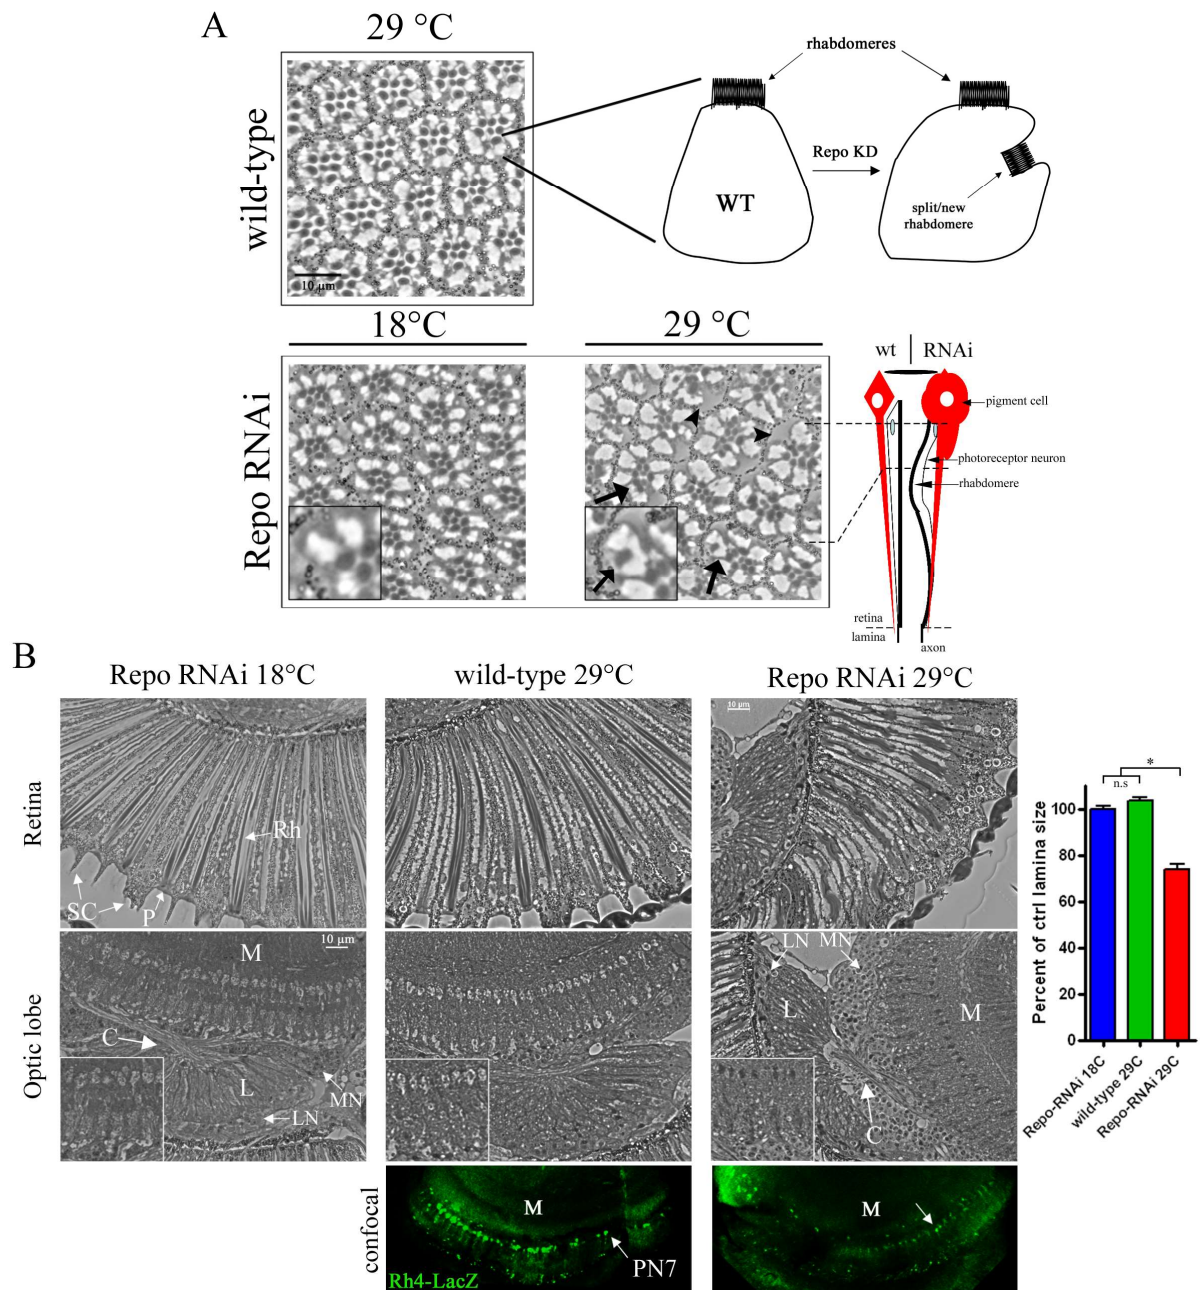 A
29 °C
wild-type
10 µm
rhabdomeres
WT
Repo KD
split/new
rhabdomere
18°C
29 °C
Repo RNAi
wt
RNAi
pigment cell
photoreceptor neuron
rhabdomere
retina
lamina
axon
B
Repo RNAi 18°C
wild-type 29°C
Repo RNAi 29°C
Retina
Rh
SC
P
10 µm
Optic lobe
M
10 µm
C
L
MN
LN
LN
MN
L
M
C
confocal
M
PN7
Rh4-LacZ
M
*
n.s
Percent of ctrl lamina size
100
80
60
40
20
0
Repo-RNAi 18C
wild-type 29C
Repo-RNAi 29C